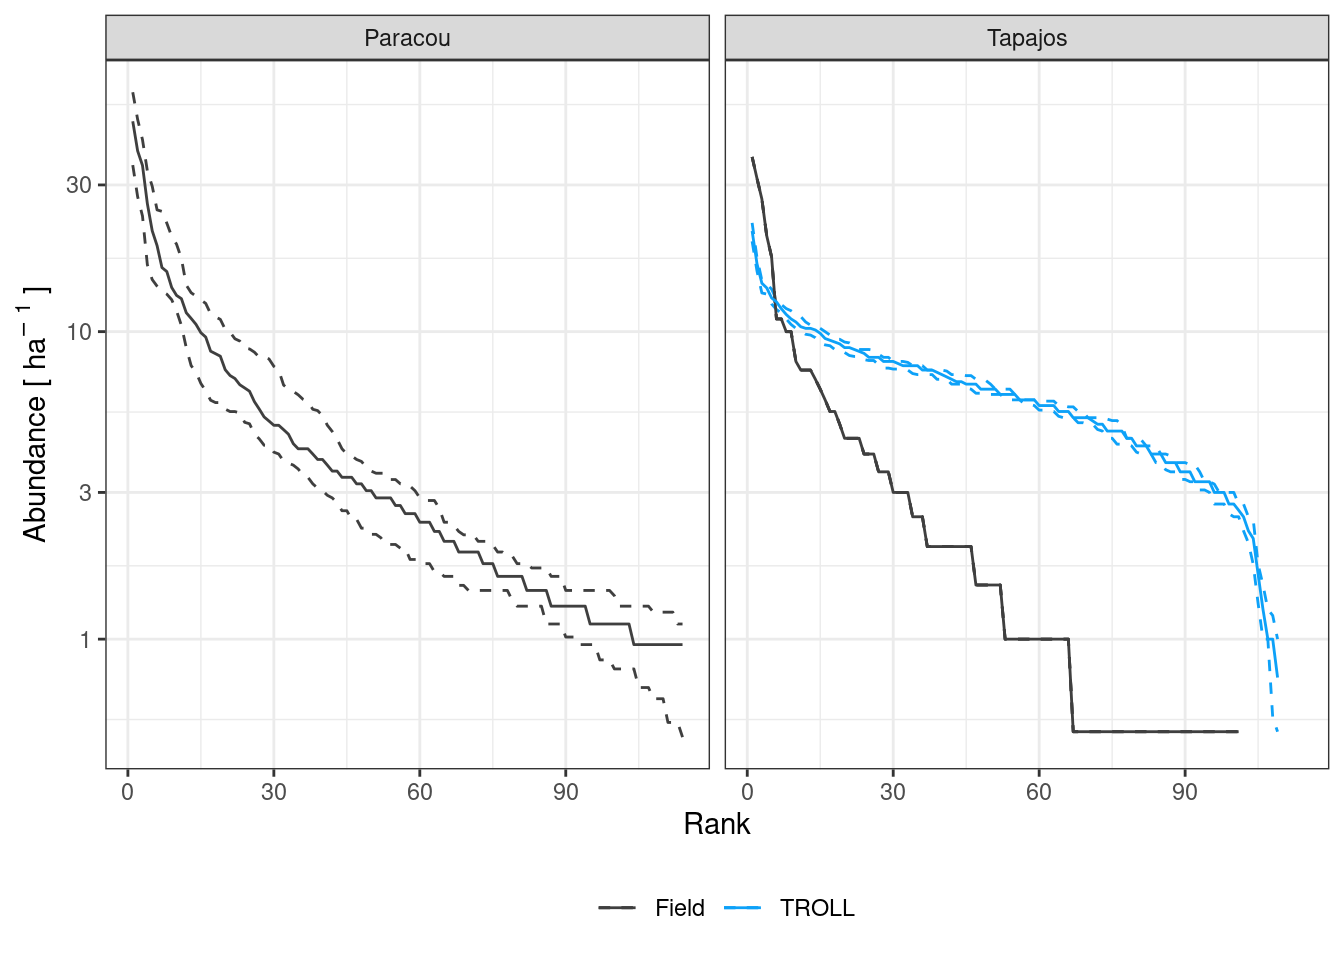 Paracou
Tapajos
30
10
3
1
Abundance [ ha⁻¹ ]
0 30 60 90
0 30 60 90
Rank
Field
TROLL